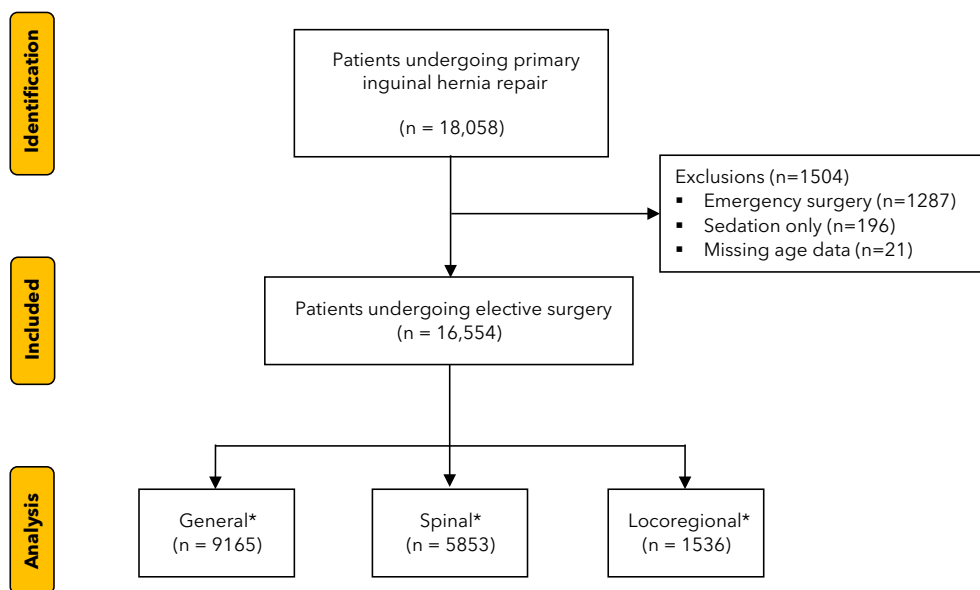 Identification
Patients undergoing primary
inguinal hernia repair
(n = 18,058)
Exclusions (n=1504)
▪ Emergency surgery (n=1287)
▪ Sedation only (n=196)
▪ Missing age data (n=21)
Included
Patients undergoing elective surgery
(n = 16,554)
Analysis
General*
(n = 9165)
Spinal*
(n = 5853)
Locoregional*
(n = 1536)